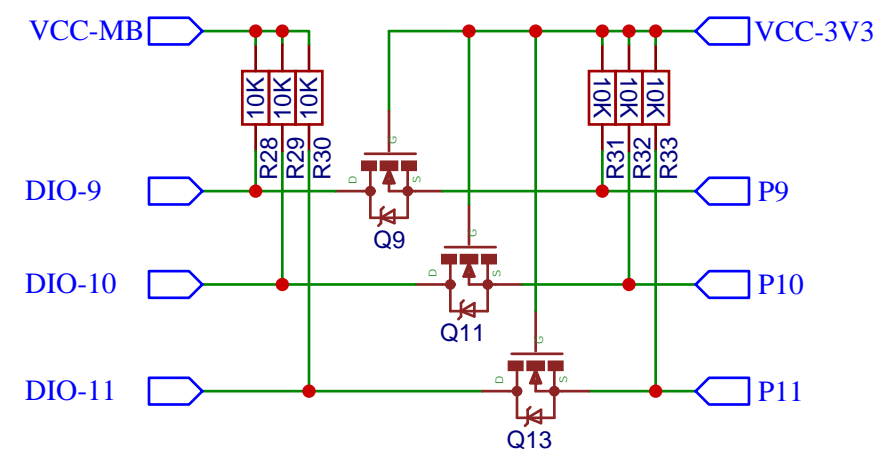 VCC-MB
VCC-3V3
10K
10K
10K
10K
10K
10K
R28
R29
R30
R31
R32
R33
G
D
S
DIO-9
P9
Q9
G
D
S
DIO-10
P10
Q11
G
D
S
DIO-11
P11
Q13